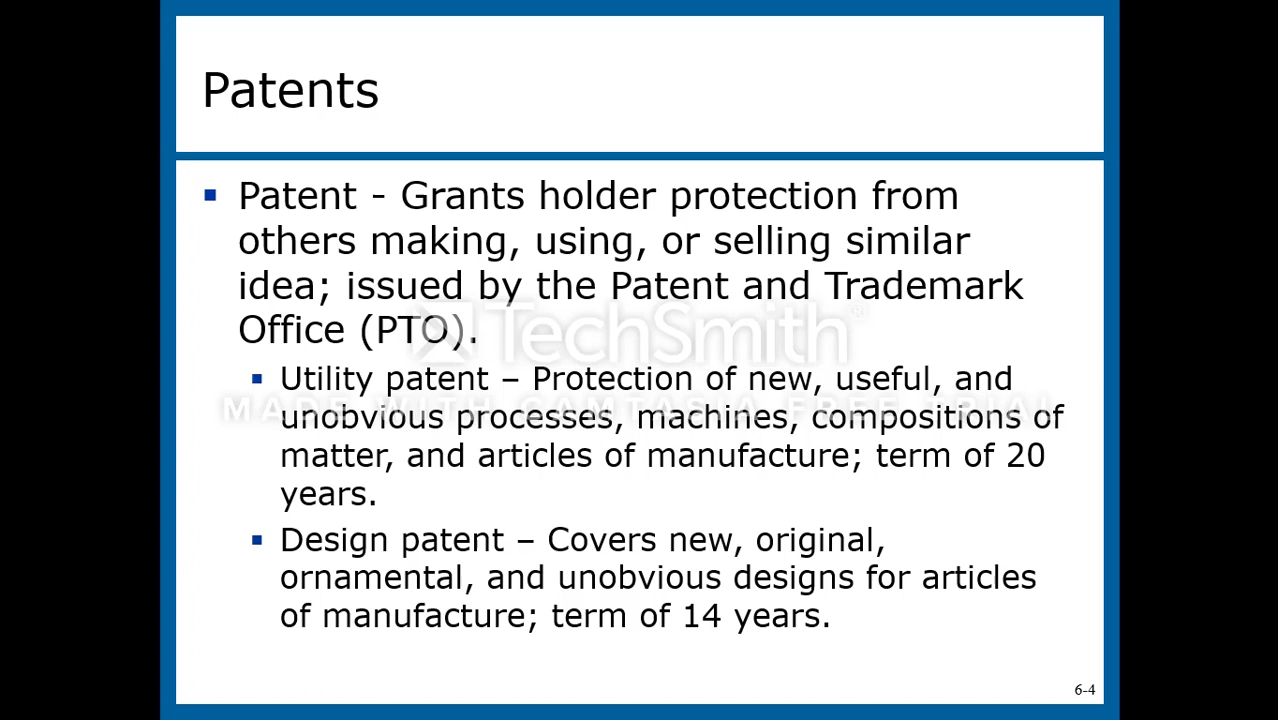 Patents
Patent - Grants holder protection from
others making, using, or selling similar
idea; issued by the Patent and Trademark
Office (PTO).
TechSmith
Utility patent – Protection of new, useful, and
MADE WITH CAMTASIA FREE TRIAL
unobvious processes, machines, compositions of
matter, and articles of manufacture; term of 20
years.
Design patent – Covers new, original,
ornamental, and unobvious designs for articles
of manufacture; term of 14 years.
6-4